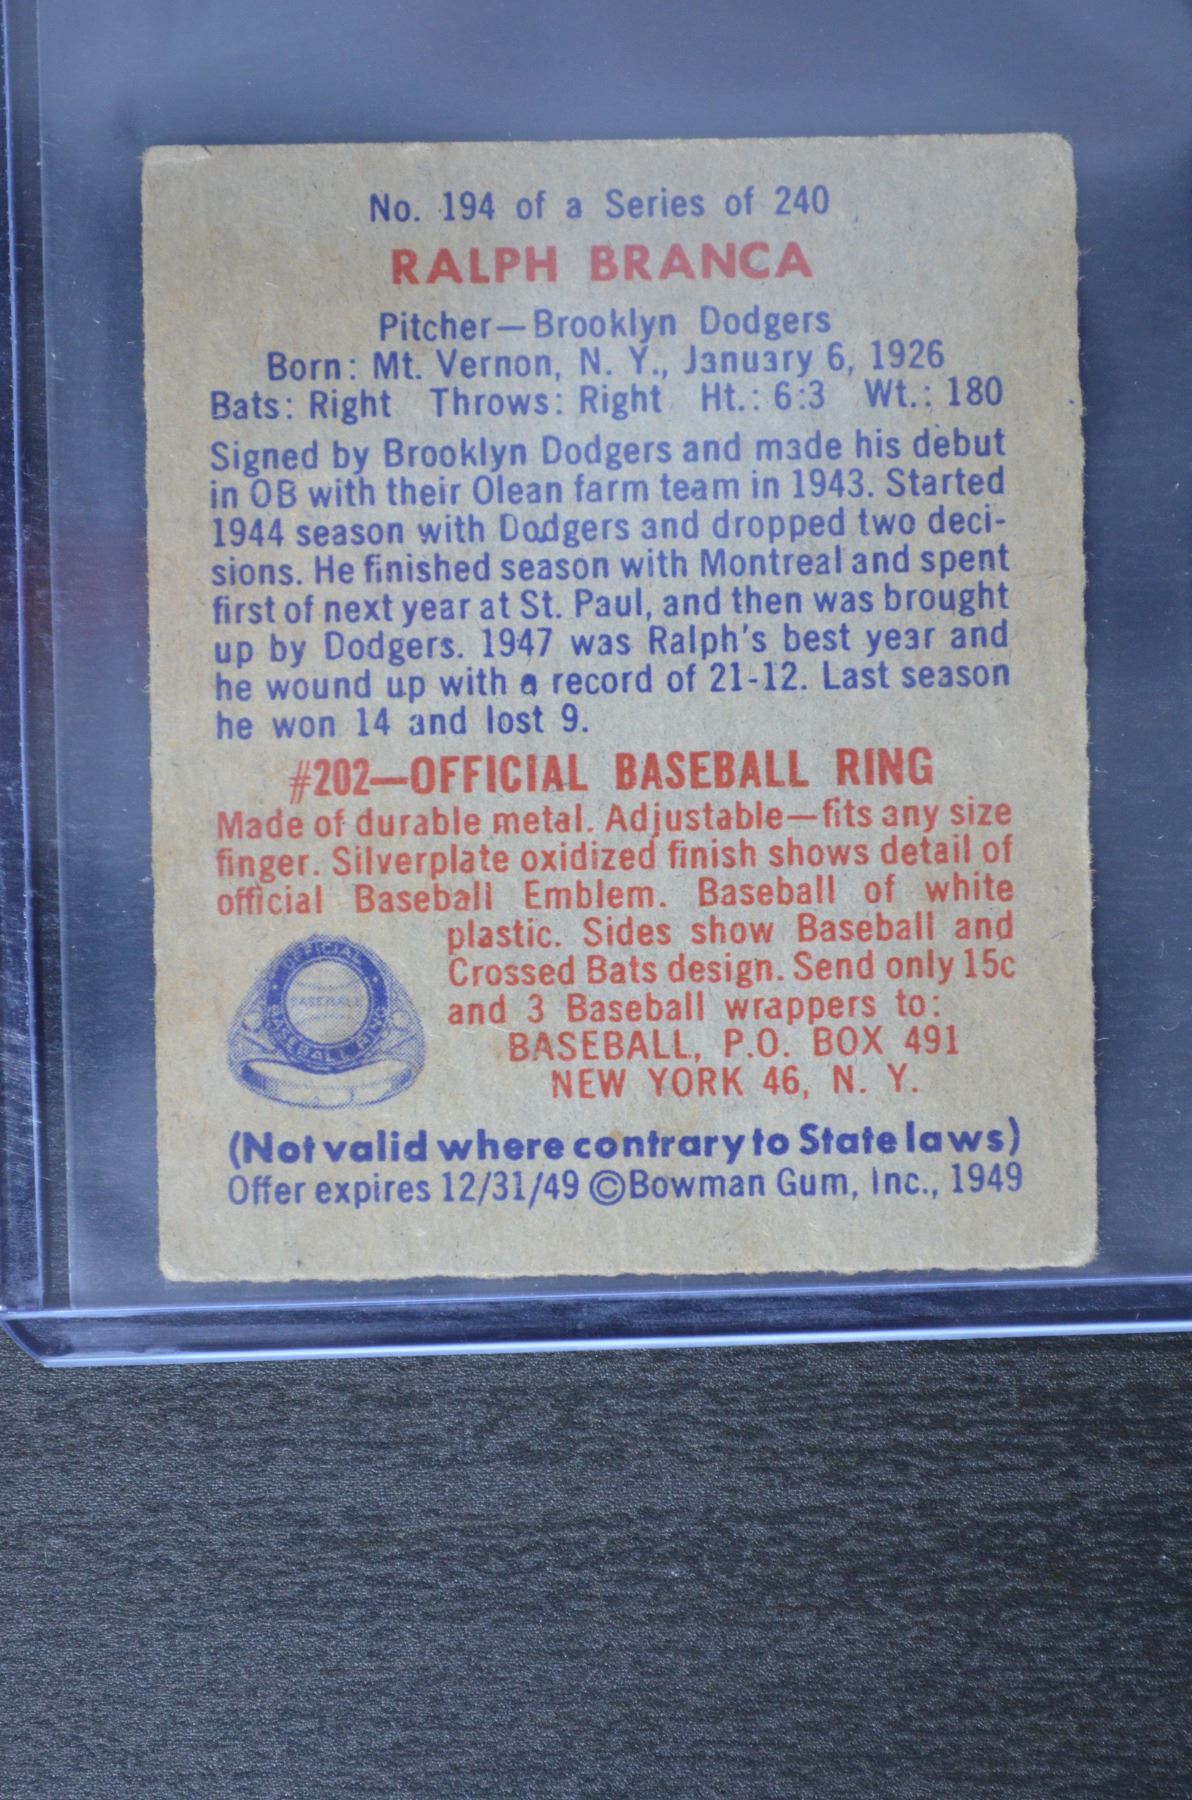 No. 194 of a Series of 240
RALPH BRANCA
Pitcher—Brooklyn Dodgers
Born: Mt. Vernon, N. Y., January 6, 1926
Bats: Right Throws: Right Ht.: 6:3 Wt.: 180
Signed by Brooklyn Dodgers and made his debut
in OB with their Olean farm team in 1943. Started
1944 season with Dodgers and dropped two deci-
sions. He finished season with Montreal and spent
first of next year at St. Paul, and then was brought
up by Dodgers. 1947 was Ralph's best year and
he wound up with a record of 21-12. Last season
he won 14 and lost 9.
#202—OFFICIAL BASEBALL RING
Made of durable metal. Adjustable—fits any size
finger. Silverplate oxidized finish shows detail of
official Baseball Emblem. Baseball of white
plastic. Sides show Baseball and
Crossed Bats design. Send only 15c
and 3 Baseball wrappers to:
BASEBALL, P.O. BOX 491
NEW YORK 46, N. Y.
OFFICIAL
BASEBALL
BASEBALL RING
(Not valid where contrary to State laws)
Offer expires 12/31/49 ©Bowman Gum, Inc., 1949